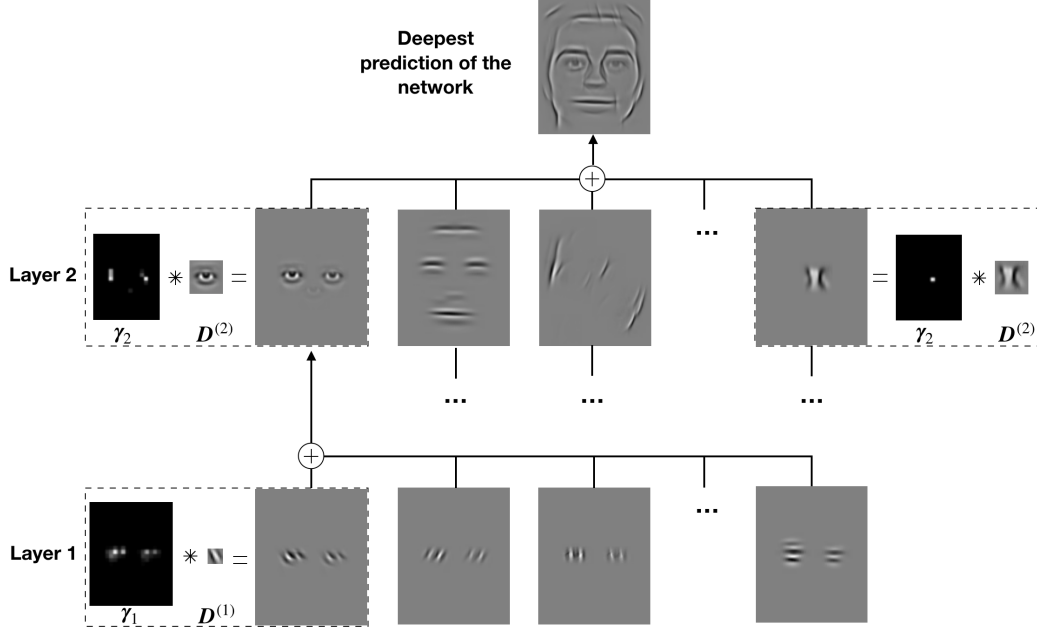 Deepest
prediction of the
network
+
...
Layer 2
* =
= *
γ₂ D⁽²⁾
γ₂ D⁽²⁾
... ... ...
+
...
Layer 1
* =
γ₁ D⁽¹⁾